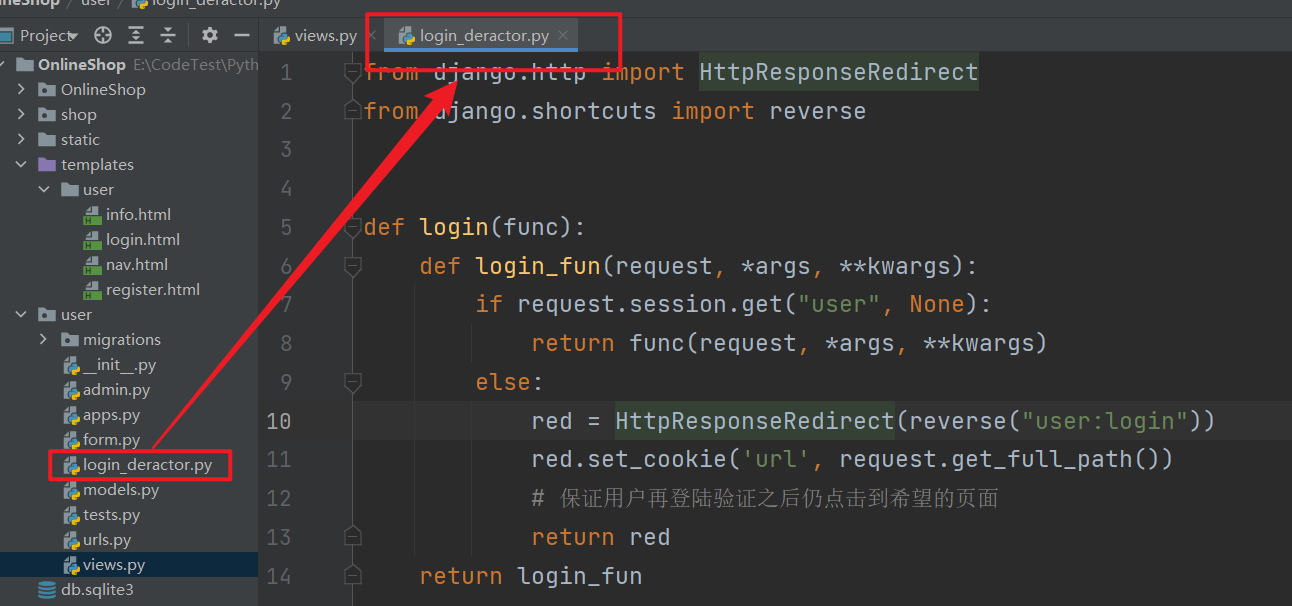 OnlineShop / user / login_deractor.py
Project
views.py
login_deractor.py
OnlineShop E:\CodeTest\Pyth
OnlineShop
shop
static
templates
user
info.html
login.html
nav.html
register.html
user
migrations
__init__.py
admin.py
apps.py
form.py
login_deractor.py
models.py
tests.py
urls.py
views.py
db.sqlite3
1 from django.http import HttpResponseRedirect
2 from django.shortcuts import reverse
3
4
5 def login(func):
6 def login_fun(request, *args, **kwargs):
7 if request.session.get("user", None):
8 return func(request, *args, **kwargs)
9 else:
10 red = HttpResponseRedirect(reverse("user:login"))
11 red.set_cookie('url', request.get_full_path())
12 # 保证用户再登陆验证之后仍点击到希望的页面
13 return red
14 return login_fun